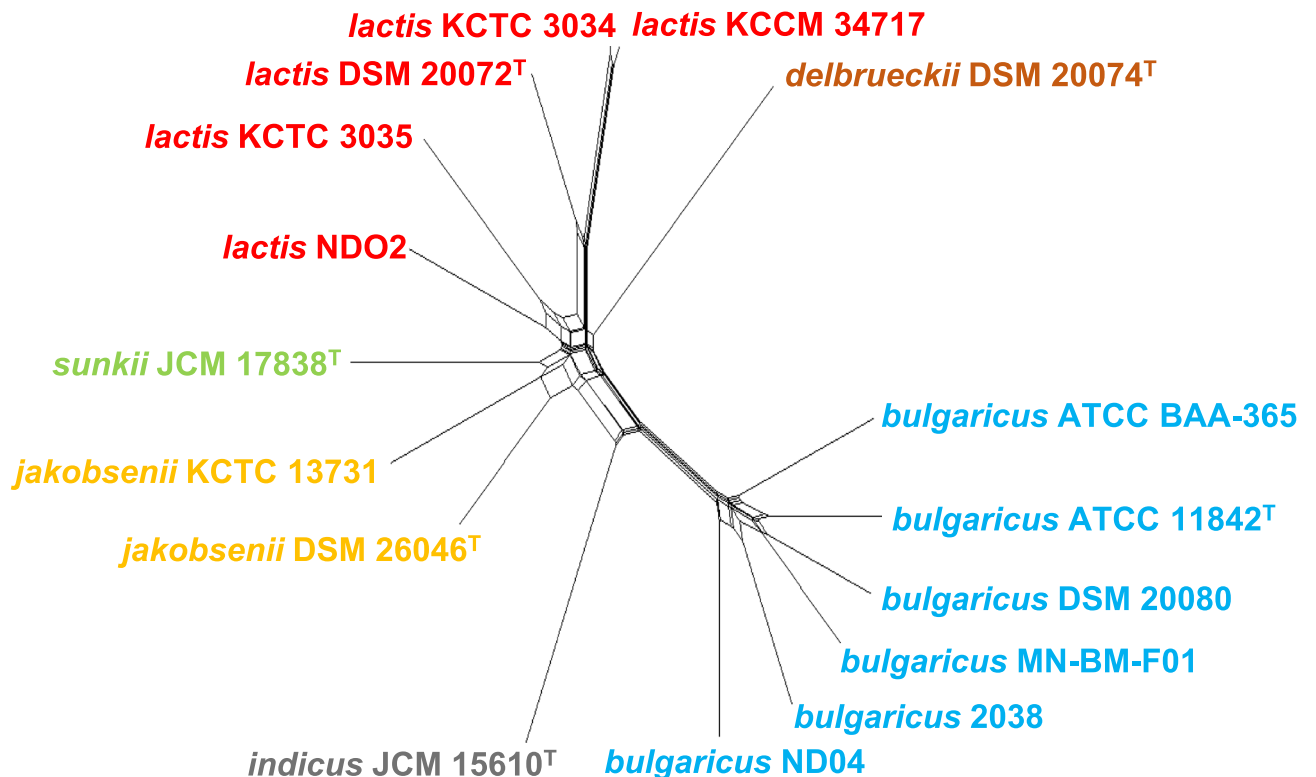 lactis KCTC 3034
lactis KCCM 34717
lactis DSM 20072ᵀ
delbrueckii DSM 20074ᵀ
lactis KCTC 3035
lactis NDO2
sunkii JCM 17838ᵀ
bulgaricus ATCC BAA-365
jakobsenii KCTC 13731
bulgaricus ATCC 11842ᵀ
jakobsenii DSM 26046ᵀ
bulgaricus DSM 20080
bulgaricus MN-BM-F01
bulgaricus 2038
indicus JCM 15610ᵀ
bulgaricus ND04